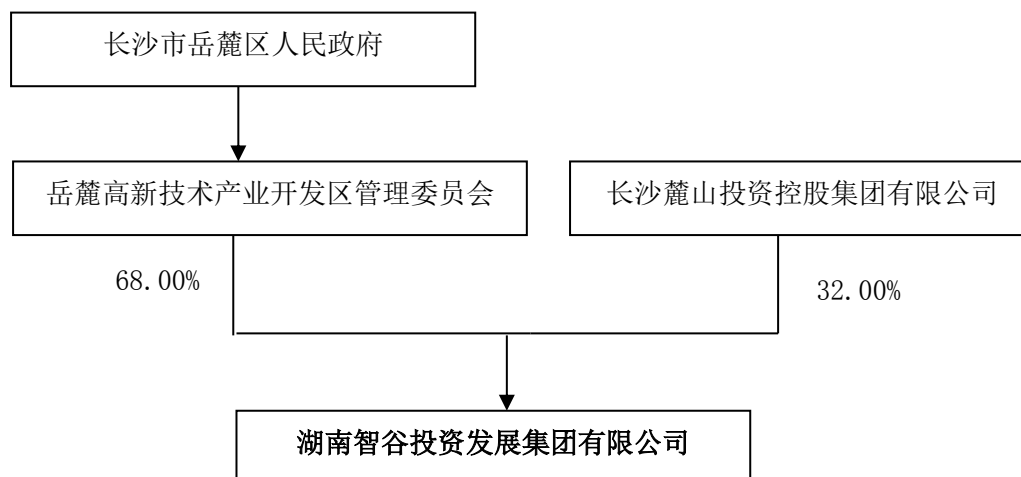 长沙市岳麓区人民政府
岳麓高新技术产业开发区管理委员会
长沙麓山投资控股集团有限公司
68.00%
32.00%
湖南智谷投资发展集团有限公司